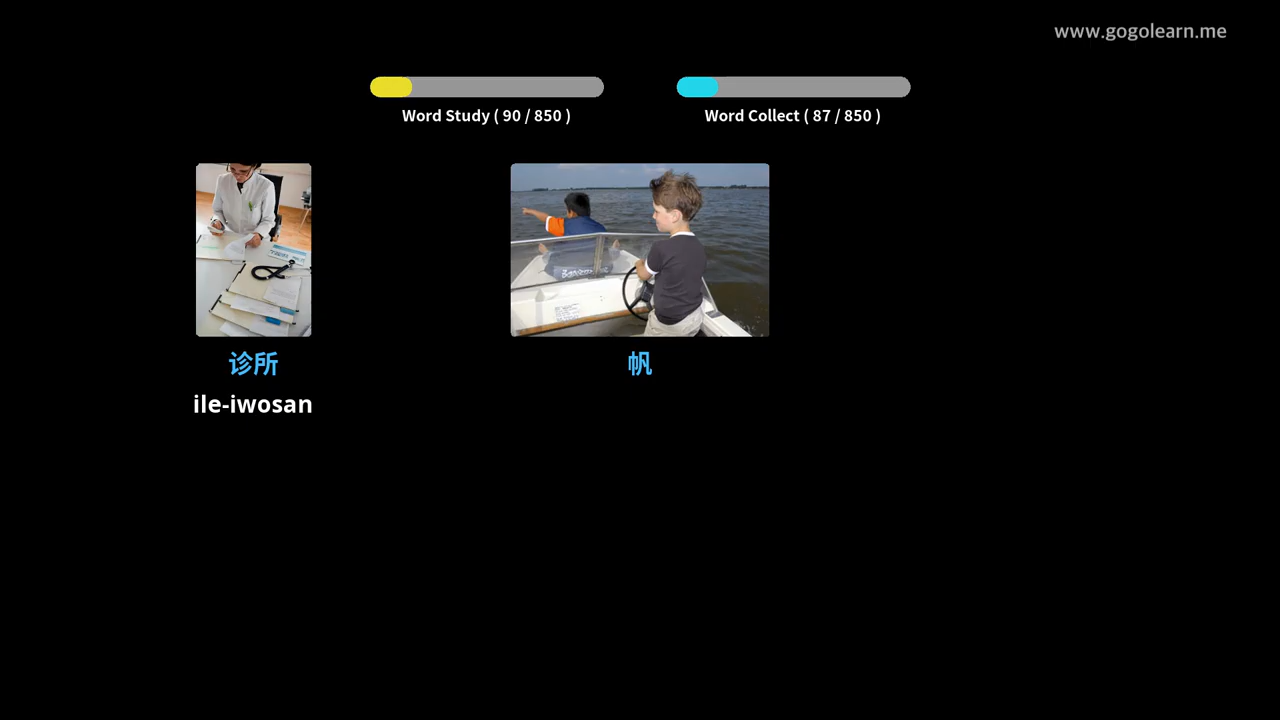 www.gogolearn.me
Word Study ( 90 / 850 )
Word Collect ( 87 / 850 )
诊所
帆
ile-iwosan